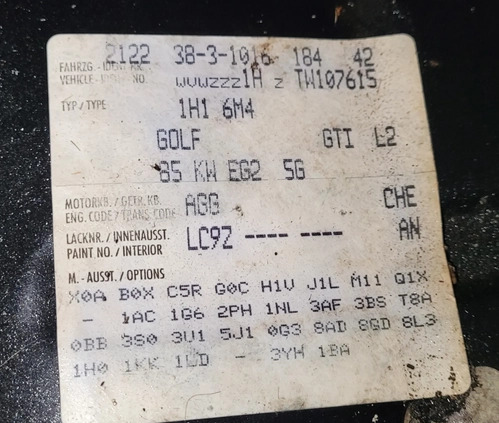 2122 38-3-1016 184 42
FAHRZG.-IDENT.-NR.
VEHICLE-IDENT. NO. WVWZZZ1H z TW107615
TYP / TYPE 1H1 6M4
GOLF GTI L2
85 KW EG2 5G
MOTORKB. / GETR. KB. AGG CHE
ENG. CODE / TRANS. CODE
LACKNR. / INNENAUSST. LC9Z ---- ---- AN
PAINT NO. / INTERIOR
M.-AUSST. / OPTIONS
X0A B0X C5R G0C H1V J1L M11 Q1X
- 1AC 1G6 2PH 1NL 3AF 3BS T8A
0BB 3S0 3U1 5J1 0G3 8AD 8GD 8L3
1H0 1KK 1LD - 3YH 1BA